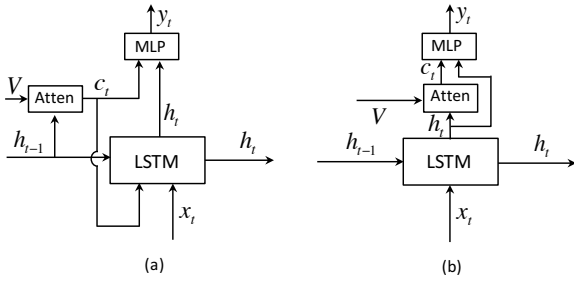 y_t
MLP
V
Atten
c_t
h_t
h_{t-1}
LSTM
h_t
x_t
(a)
y_t
MLP
c_t
Atten
V
h_t
h_{t-1}
LSTM
h_t
x_t
(b)